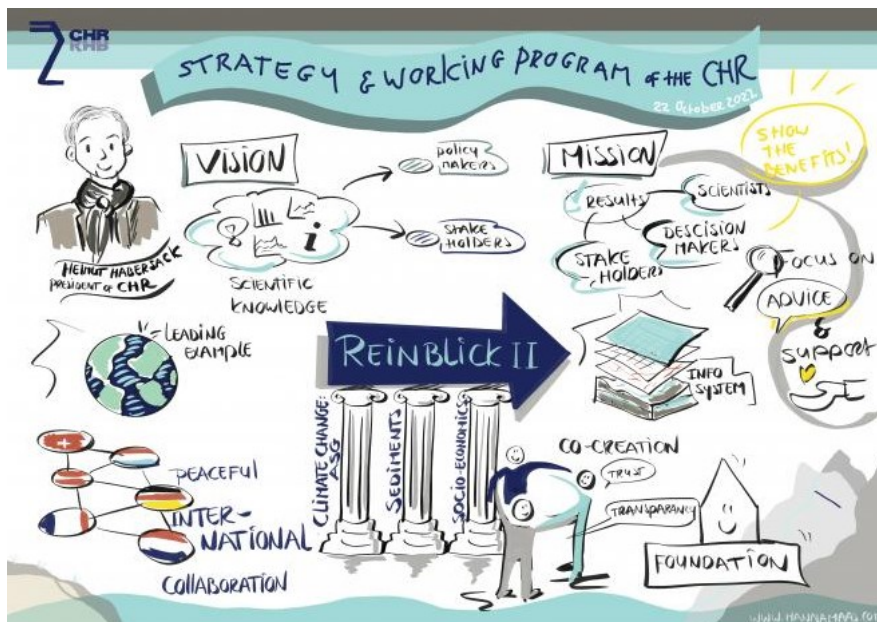 CHR
KHR
STRATEGY & WORKING PROGRAM OF THE CHR
22 October 2022
SHOW
THE
BENEFITS!
VISION
POLICY
MAKERS
STAKE
HOLDERS
SCIENTIFIC
KNOWLEDGE
HELMUT HABERSACK
PRESIDENT OF CHR
MISSION
RESULTS
SCIENTISTS
STAKE
HOLDERS
DESCISION
MAKERS
FOCUS ON
ADVICE
&
SUPPORT
LEADING
EXAMPLE
REINBLICK II
INFO
SYSTEM
CLIMATE CHANGE:
ASG
SEDIMENTS
SOCIO-ECONOMICS
PEACEFUL
INTER-
NATIONAL
COLLABORATION
CO-CREATION
TRUST
TRANSPARANCY
FOUNDATION